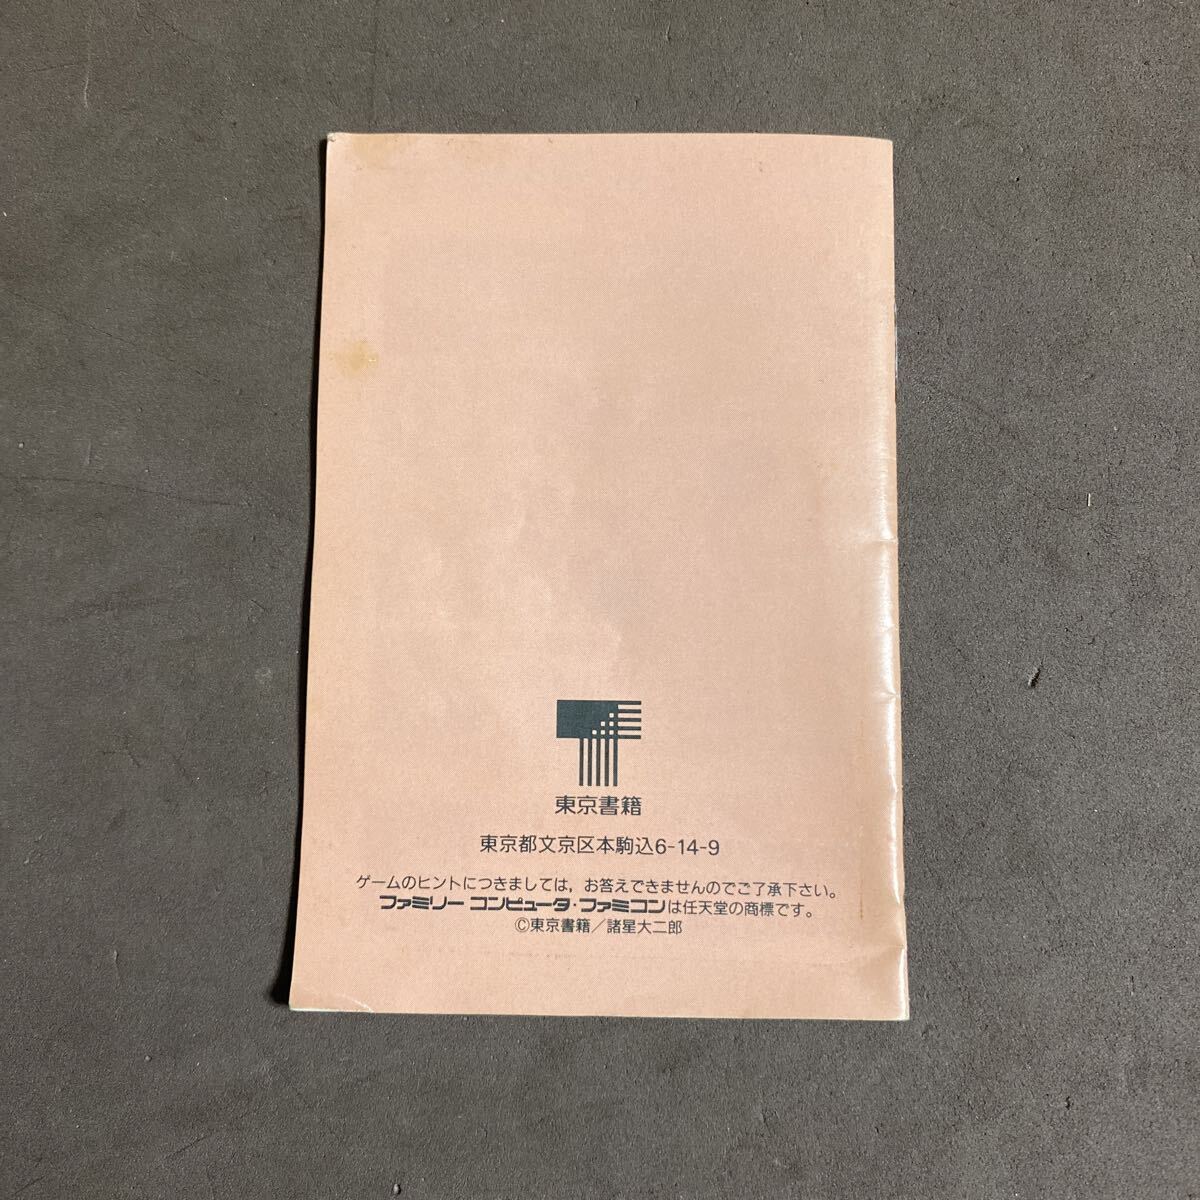 東京書籍
東京都文京区本駒込6-14-9
ゲームのヒントにつきましては，お答えできませんのでご了承下さい。
ファミリー コンピュータ・ファミコンは任天堂の商標です。
©東京書籍／諸星大二郎